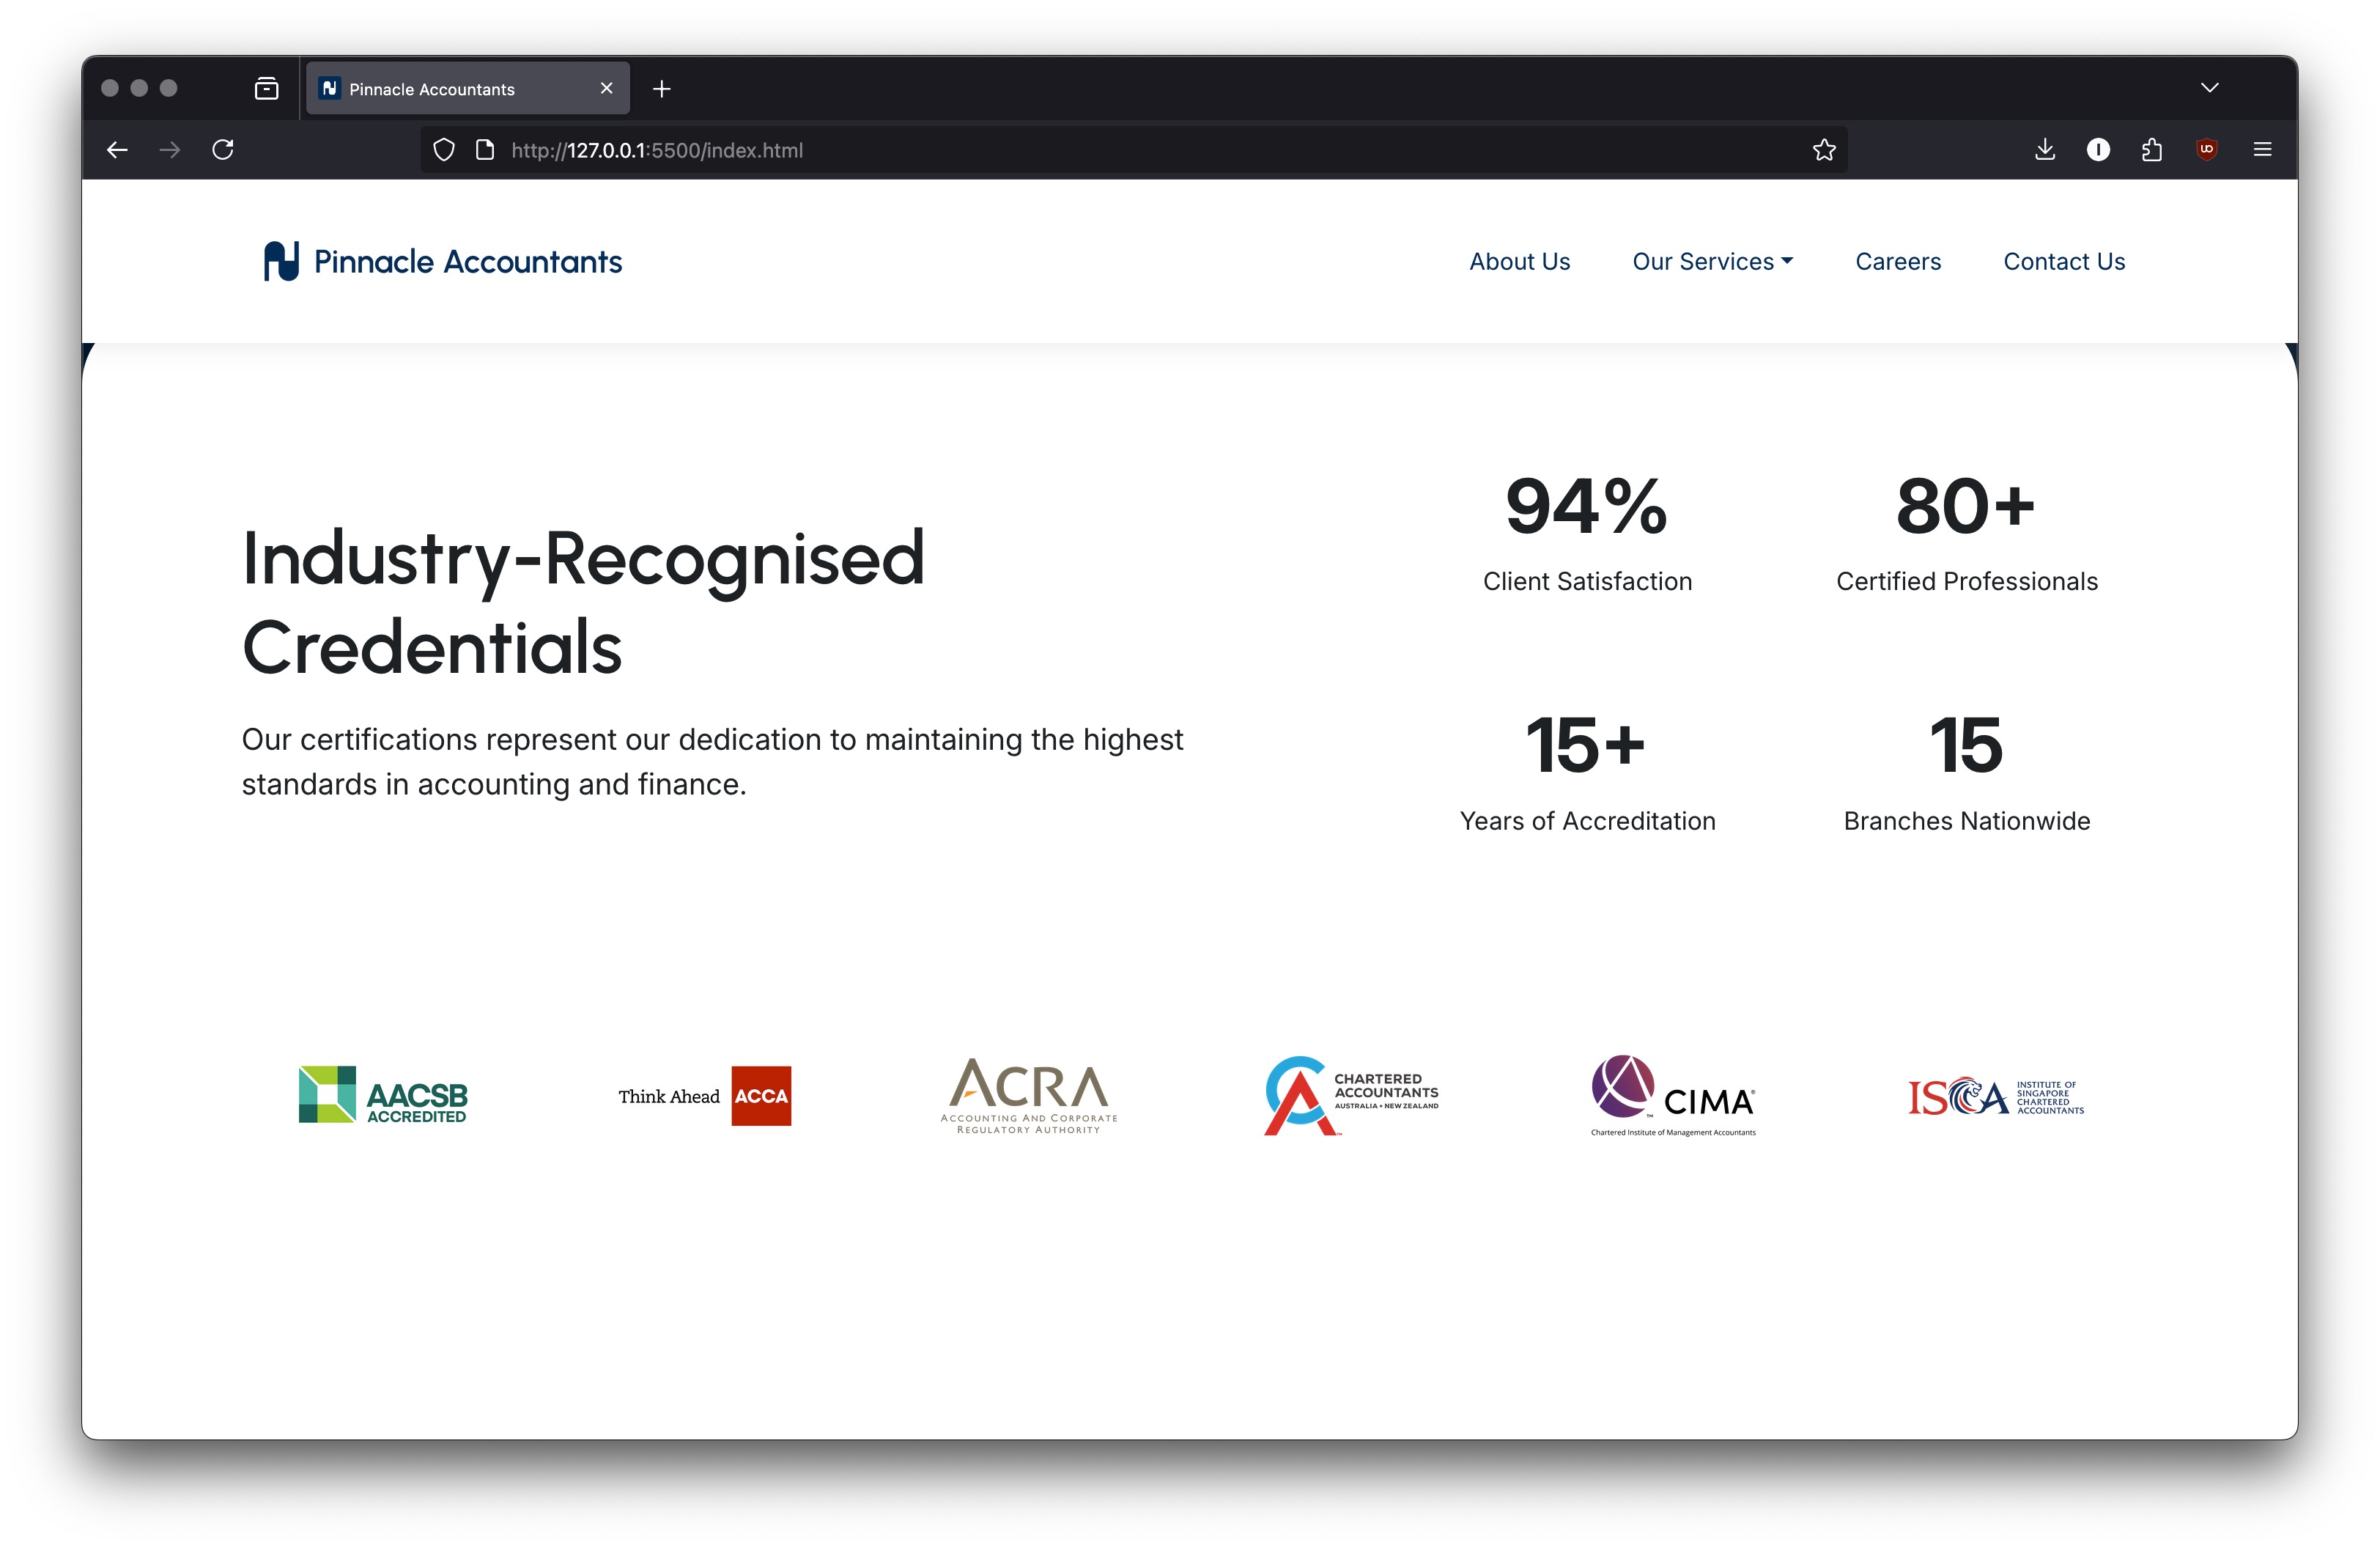 Pinnacle Accountants
http://127.0.0.1:5500/index.html
Pinnacle Accountants
About Us
Our Services
Careers
Contact Us
Industry-Recognised
Credentials
Our certifications represent our dedication to maintaining the highest
standards in accounting and finance.
94%
Client Satisfaction
80+
Certified Professionals
15+
Years of Accreditation
15
Branches Nationwide
AACSB
ACCREDITED
Think Ahead
ACCA
ACRA
ACCOUNTING AND CORPORATE
REGULATORY AUTHORITY
CA
CHARTERED
ACCOUNTANTS
AUSTRALIA • NEW ZEALAND
™
CIMA®
™
Chartered Institute of Management Accountants
ISCA
INSTITUTE OF
SINGAPORE
CHARTERED
ACCOUNTANTS